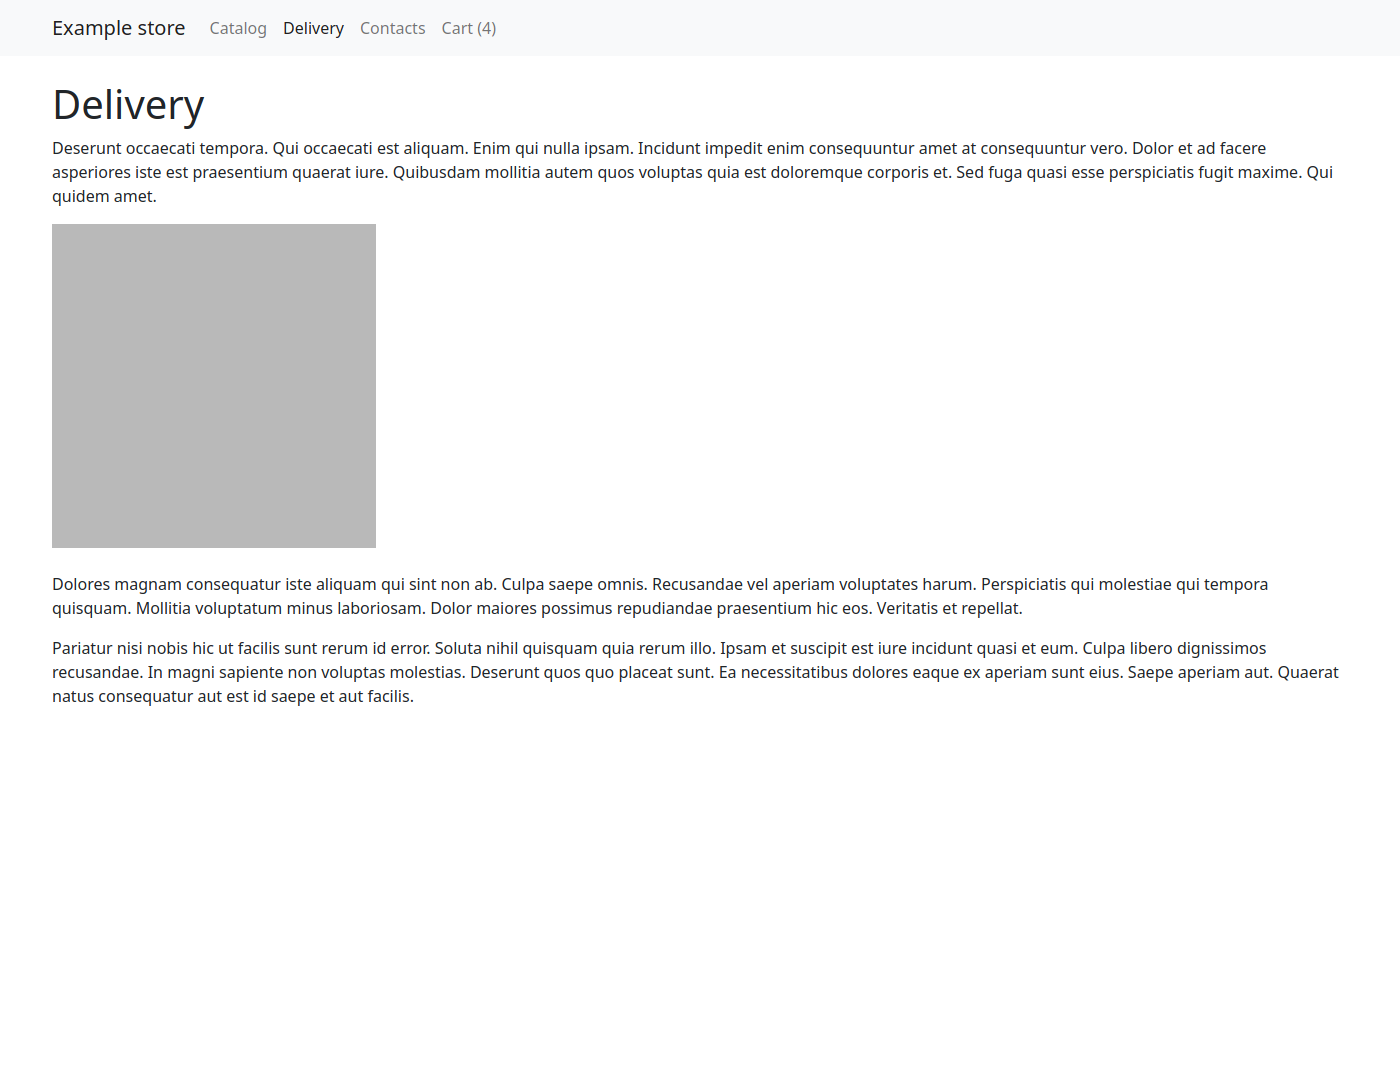 Example store Catalog Delivery Contacts Cart (4)
Delivery
Deserunt occaecati tempora. Qui occaecati est aliquam. Enim qui nulla ipsam. Incidunt impedit enim consequuntur amet at consequuntur vero. Dolor et ad facere
asperiores iste est praesentium quaerat iure. Quibusdam mollitia autem quos voluptas quia est doloremque corporis et. Sed fuga quasi esse perspiciatis fugit maxime. Qui
quidem amet.
Dolores magnam consequatur iste aliquam qui sint non ab. Culpa saepe omnis. Recusandae vel aperiam voluptates harum. Perspiciatis qui molestiae qui tempora
quisquam. Mollitia voluptatum minus laboriosam. Dolor maiores possimus repudiandae praesentium hic eos. Veritatis et repellat.
Pariatur nisi nobis hic ut facilis sunt rerum id error. Soluta nihil quisquam quia rerum illo. Ipsam et suscipit est iure incidunt quasi et eum. Culpa libero dignissimos
recusandae. In magni sapiente non voluptas molestias. Deserunt quos quo placeat sunt. Ea necessitatibus dolores eaque ex aperiam sunt eius. Saepe aperiam aut. Quaerat
natus consequatur aut est id saepe et aut facilis.